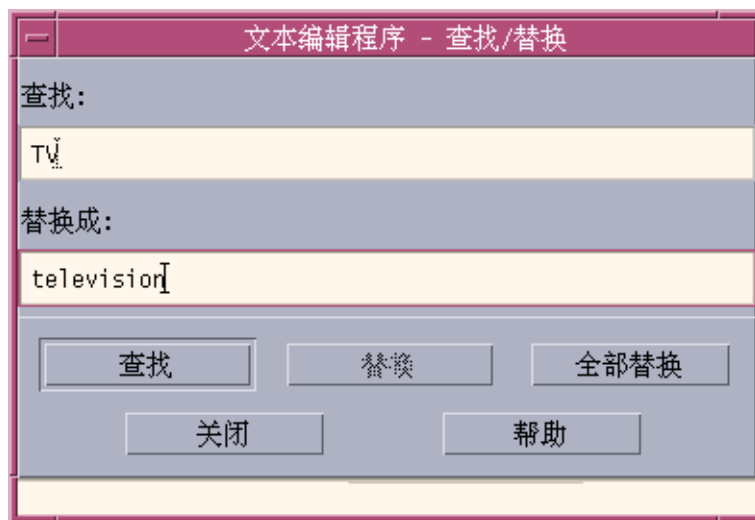 文本编辑程序 - 查找/替换
查找:
TV
替换成:
television
查找 替换 全部替换
关闭 帮助